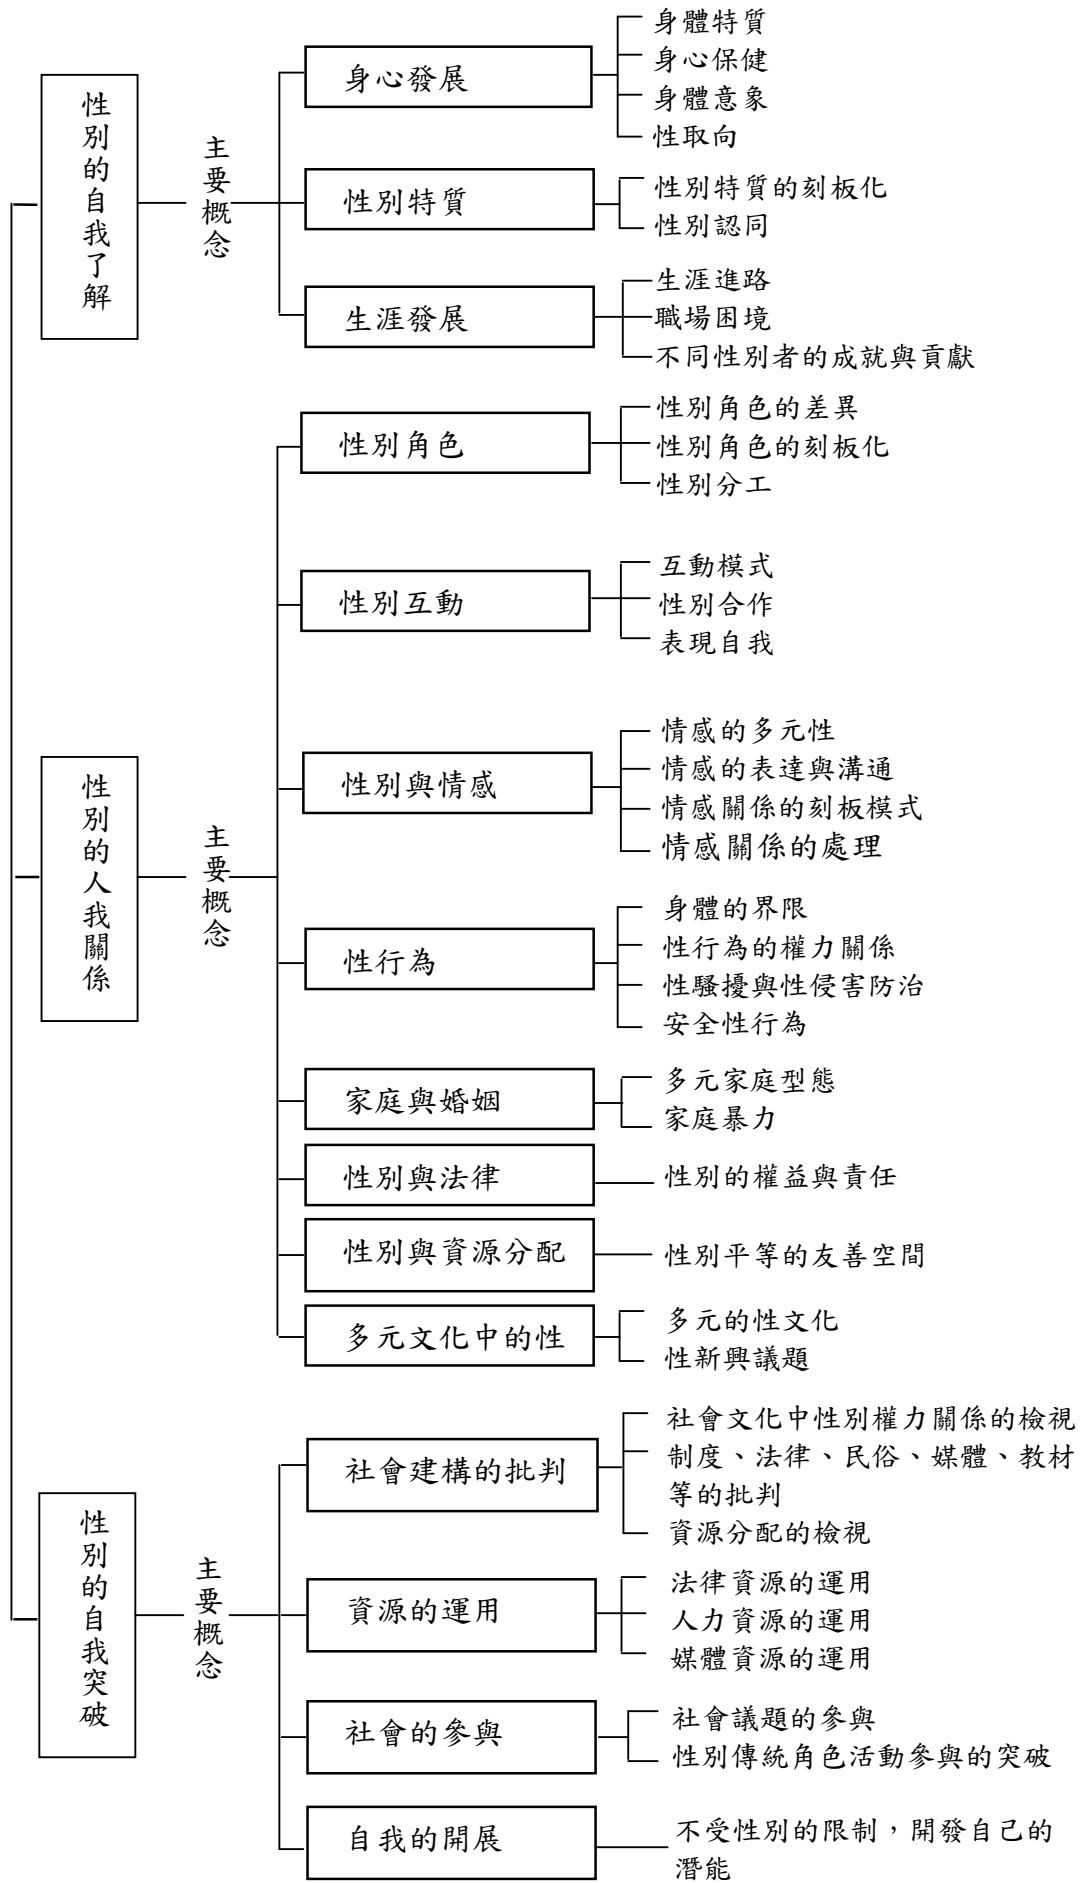 性別的自我了解
主要概念
身心發展
身體特質
身心保健
身體意象
性取向
性別特質
性別特質的刻板化
性別認同
生涯發展
生涯進路
職場困境
不同性別者的成就與貢獻
性別的人我關係
主要概念
性別角色
性別角色的差異
性別角色的刻板化
性別分工
性別互動
互動模式
性別合作
表現自我
性別與情感
情感的多元性
情感的表達與溝通
情感關係的刻板模式
情感關係的處理
性行為
身體的界限
性行為的權力關係
性騷擾與性侵害防治
安全性行為
家庭與婚姻
多元家庭型態
家庭暴力
性別與法律
性別的權益與責任
性別與資源分配
性別平等的友善空間
多元文化中的性
多元的性文化
性新興議題
性別的自我突破
主要概念
社會建構的批判
社會文化中性別權力關係的檢視
制度、法律、民俗、媒體、教材
等的批判
資源分配的檢視
資源的運用
法律資源的運用
人力資源的運用
媒體資源的運用
社會的參與
社會議題的參與
性別傳統角色活動參與的突破
自我的開展
不受性別的限制，開發自己的
潛能